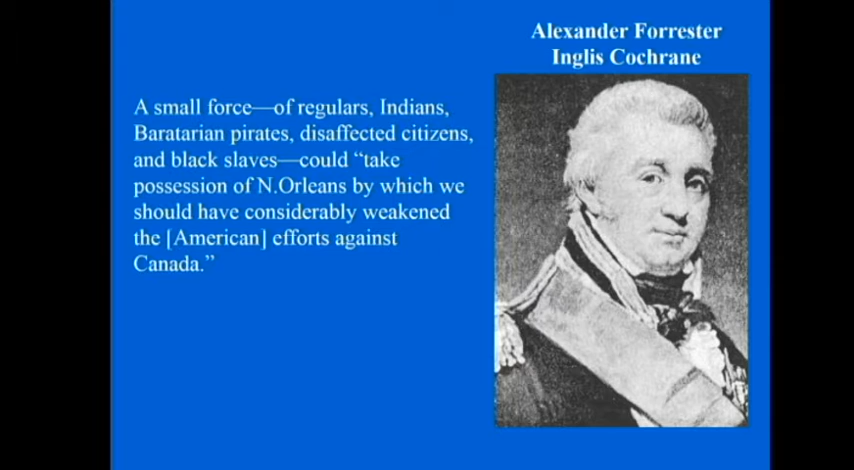 Alexander Forrester
Inglis Cochrane
A small force—of regulars, Indians,
Baratarian pirates, disaffected citizens,
and black slaves—could “take
possession of N.Orleans by which we
should have considerably weakened
the [American] efforts against
Canada.”